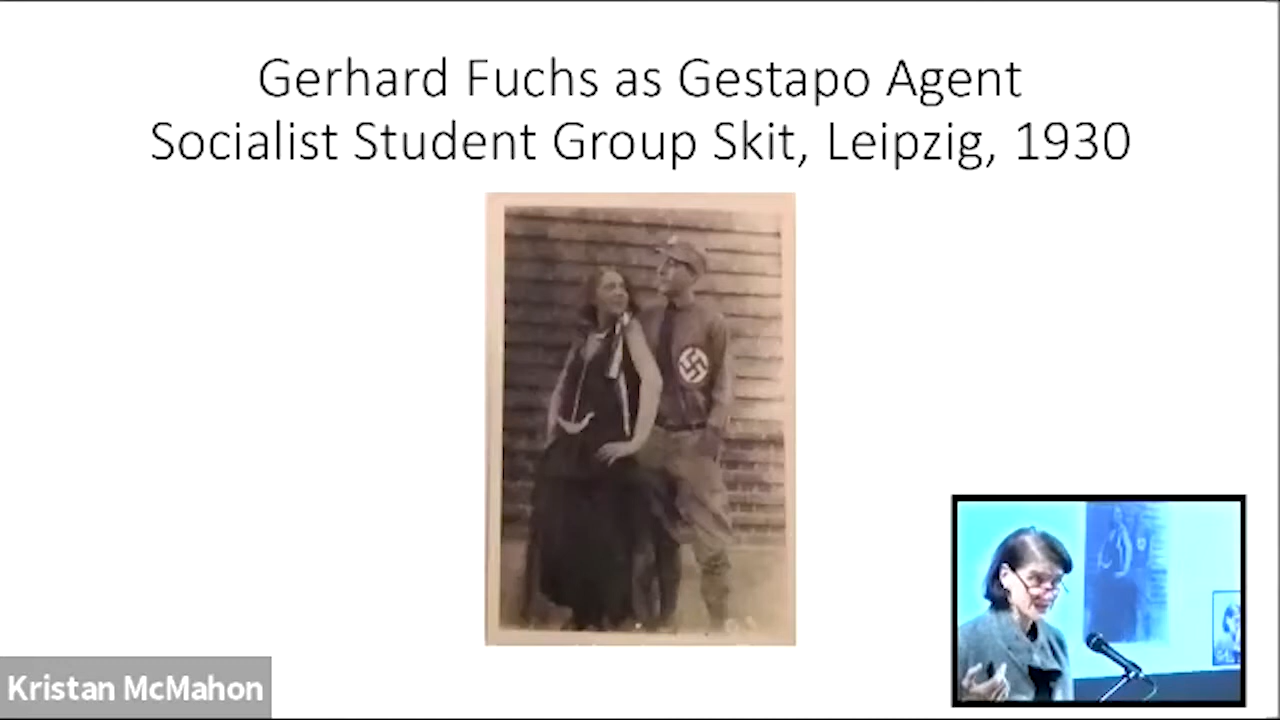 Gerhard Fuchs as Gestapo Agent
Socialist Student Group Skit, Leipzig, 1930
Kristan McMahon